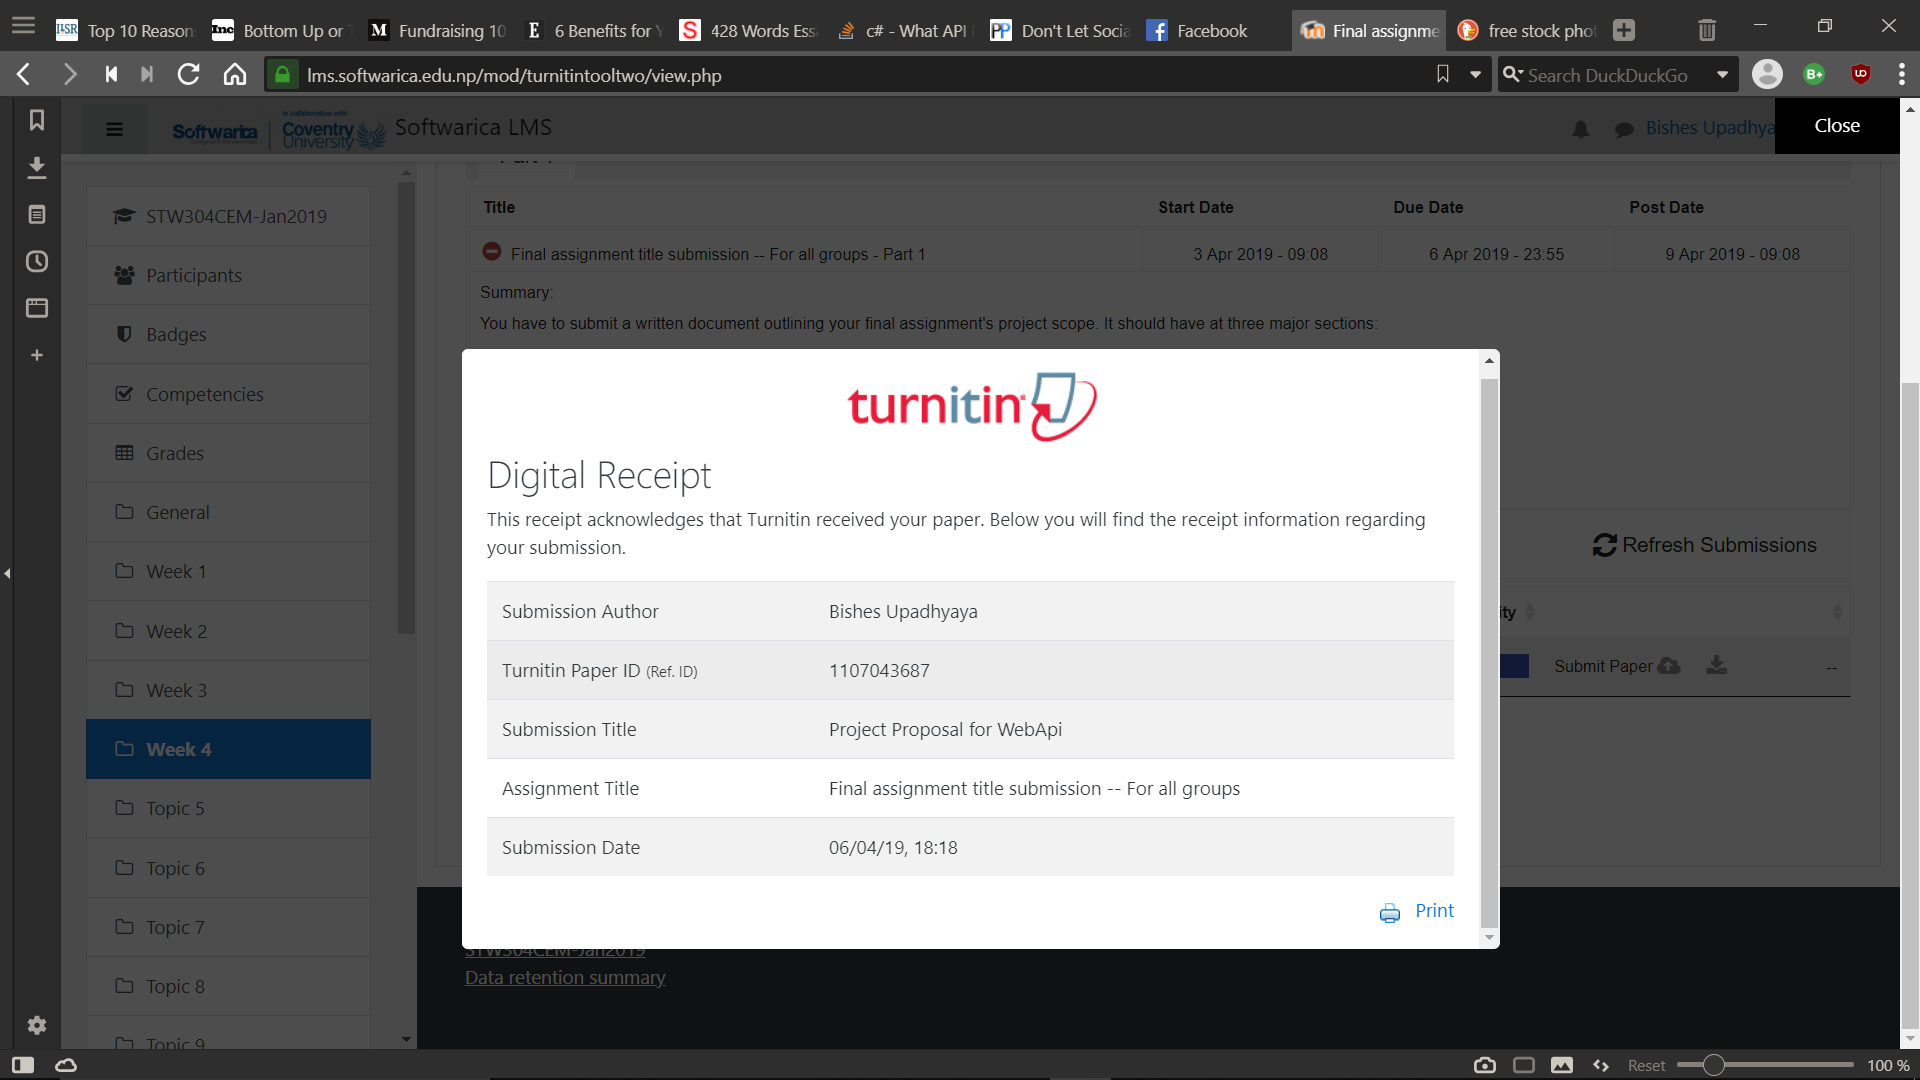 Top 10 Reason
Inc. Bottom Up or
M Fundraising 10
E 6 Benefits for Y
S 428 Words Ess
c# - What API
PP Don't Let Socia
Facebook
Final assignme
free stock pho
lms.softwarica.edu.np/mod/turnitintooltwo/view.php
Search DuckDuckGo
B+
Softwarica
In collaboration with
Coventry
University
Softwarica LMS
Bishes Upadhya
Close
STW304CEM-Jan2019
Participants
Badges
Competencies
Grades
General
Week 1
Week 2
Week 3
Week 4
Topic 5
Topic 6
Topic 7
Topic 8
Topic 9
Part 1
Title Start Date Due Date Post Date
Final assignment title submission -- For all groups - Part 1 3 Apr 2019 - 09:08 6 Apr 2019 - 23:55 9 Apr 2019 - 09:08
Summary:
You have to submit a written document outlining your final assignment's project scope. It should have at three major sections:
turnitin
Digital Receipt
This receipt acknowledges that Turnitin received your paper. Below you will find the receipt information regarding
your submission.
Submission Author Bishes Upadhyaya
Turnitin Paper ID (Ref. ID) 1107043687
Submission Title Project Proposal for WebApi
Assignment Title Final assignment title submission -- For all groups
Submission Date 06/04/19, 18:18
Print
Refresh Submissions
ity
Submit Paper --
STW304CEM-Jan2019
Data retention summary
Reset 100 %